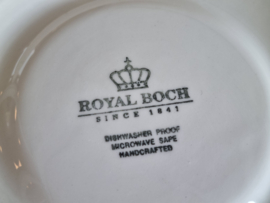 ROYAL BOCH
SINCE 1841
DISHWASHER PROOF
MICROWAVE SAFE
HANDCRAFTED